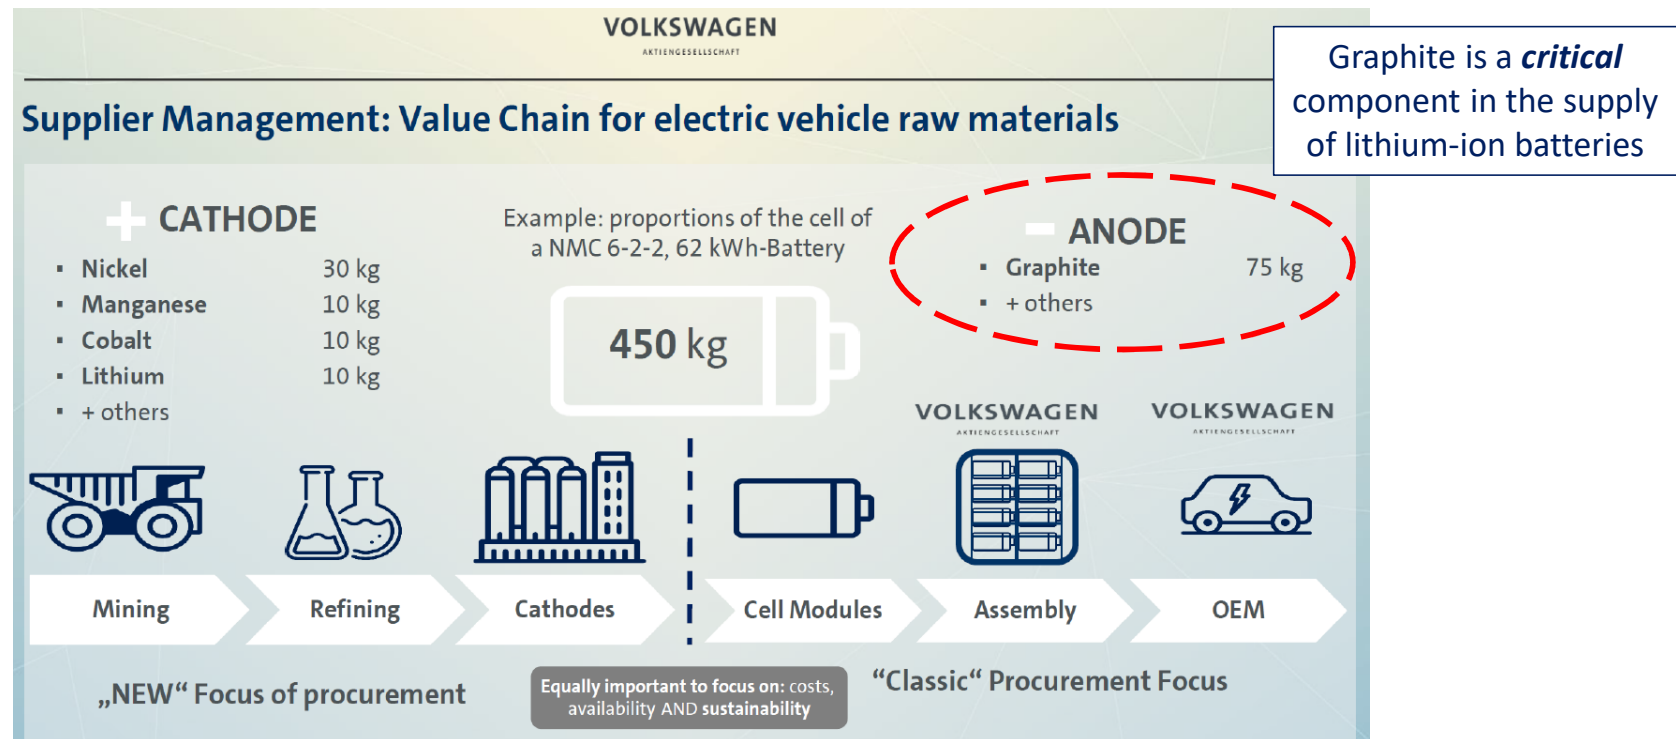 VOLKSWAGEN
AKTIENGESELLSCHAFT
Graphite is a critical
component in the supply
of lithium-ion batteries
Supplier Management: Value Chain for electric vehicle raw materials
CATHODE
▪ Nickel 30 kg
▪ Manganese 10 kg
▪ Cobalt 10 kg
▪ Lithium 10 kg
▪ + others
Example: proportions of the cell of
a NMC 6-2-2, 62 kWh-Battery
450 kg
ANODE
▪ Graphite 75 kg
▪ + others
VOLKSWAGEN
AKTIENGESELLSCHAFT
VOLKSWAGEN
AKTIENGESELLSCHAFT
Mining
Refining
Cathodes
Cell Modules
Assembly
OEM
„NEW“ Focus of procurement
Equally important to focus on: costs,
availability AND sustainability
“Classic“ Procurement Focus